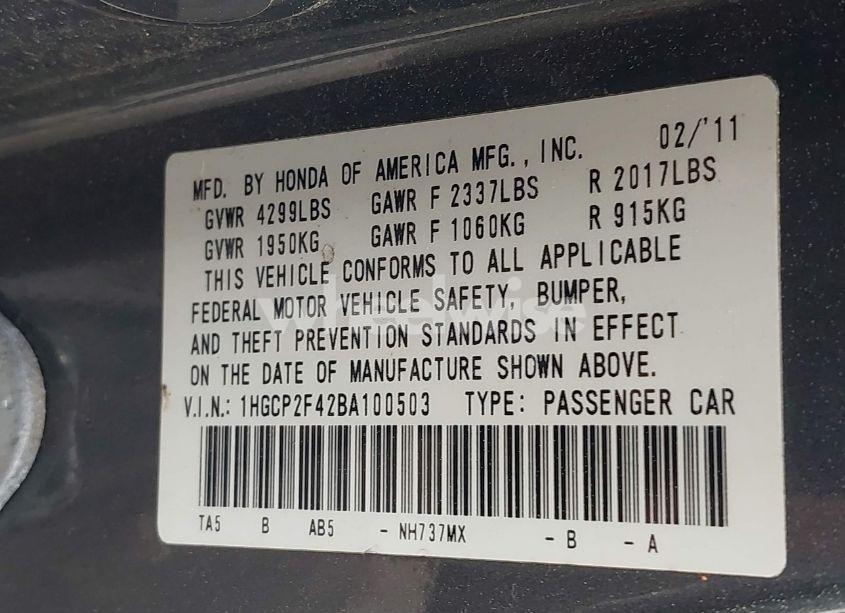 MFD. BY HONDA OF AMERICA MFG., INC. 02/'11
GVWR 4299LBS GAWR F 2337LBS R 2017LBS
GVWR 1950KG GAWR F 1060KG R 915KG
THIS VEHICLE CONFORMS TO ALL APPLICABLE
FEDERAL MOTOR VEHICLE SAFETY, BUMPER,
wheelwise
AND THEFT PREVENTION STANDARDS IN EFFECT
ON THE DATE OF MANUFACTURE SHOWN ABOVE.
V.I.N.: 1HGCP2F42BA100503 TYPE: PASSENGER CAR
TA5 B AB5 - NH737MX - B - A